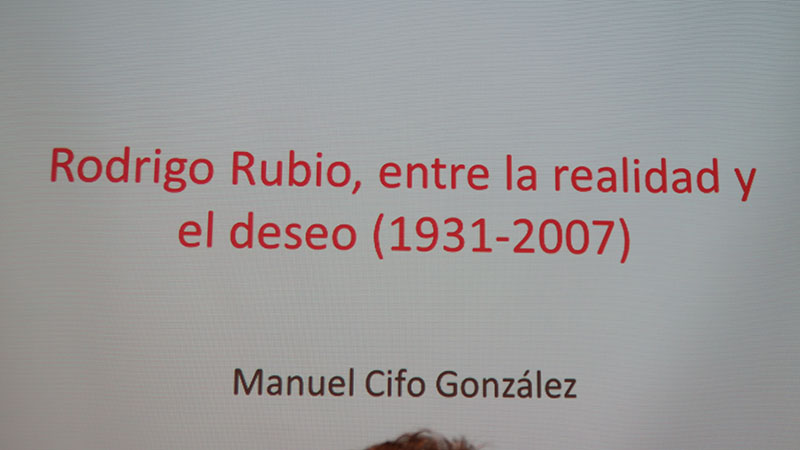 Rodrigo Rubio, entre la realidad y
el deseo (1931-2007)
Manuel Cifo González